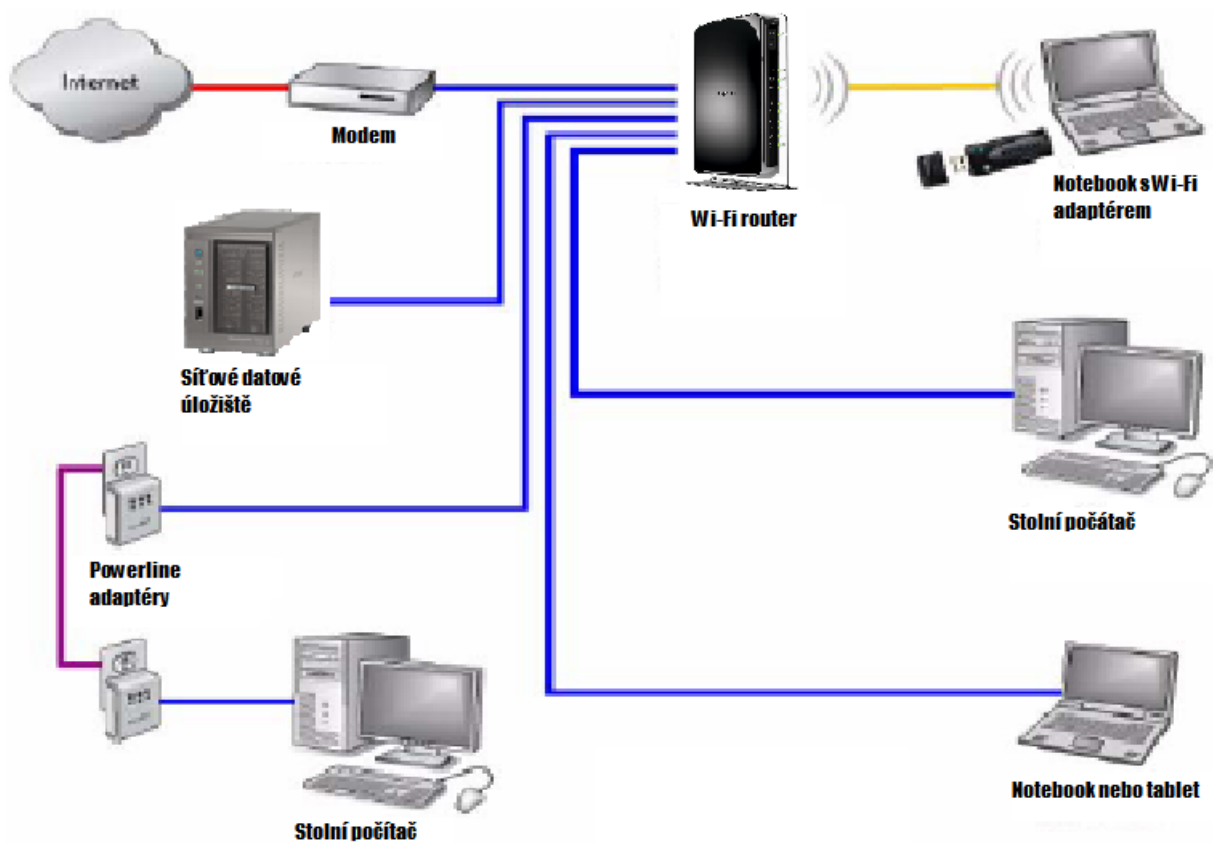 Internet
Modem
Wi-Fi router
Notebook s Wi-Fi
adaptérem
Síťové datové
úložiště
Stolní počátač
Powerline
adaptéry
Notebook nebo tablet
Stolní počítač